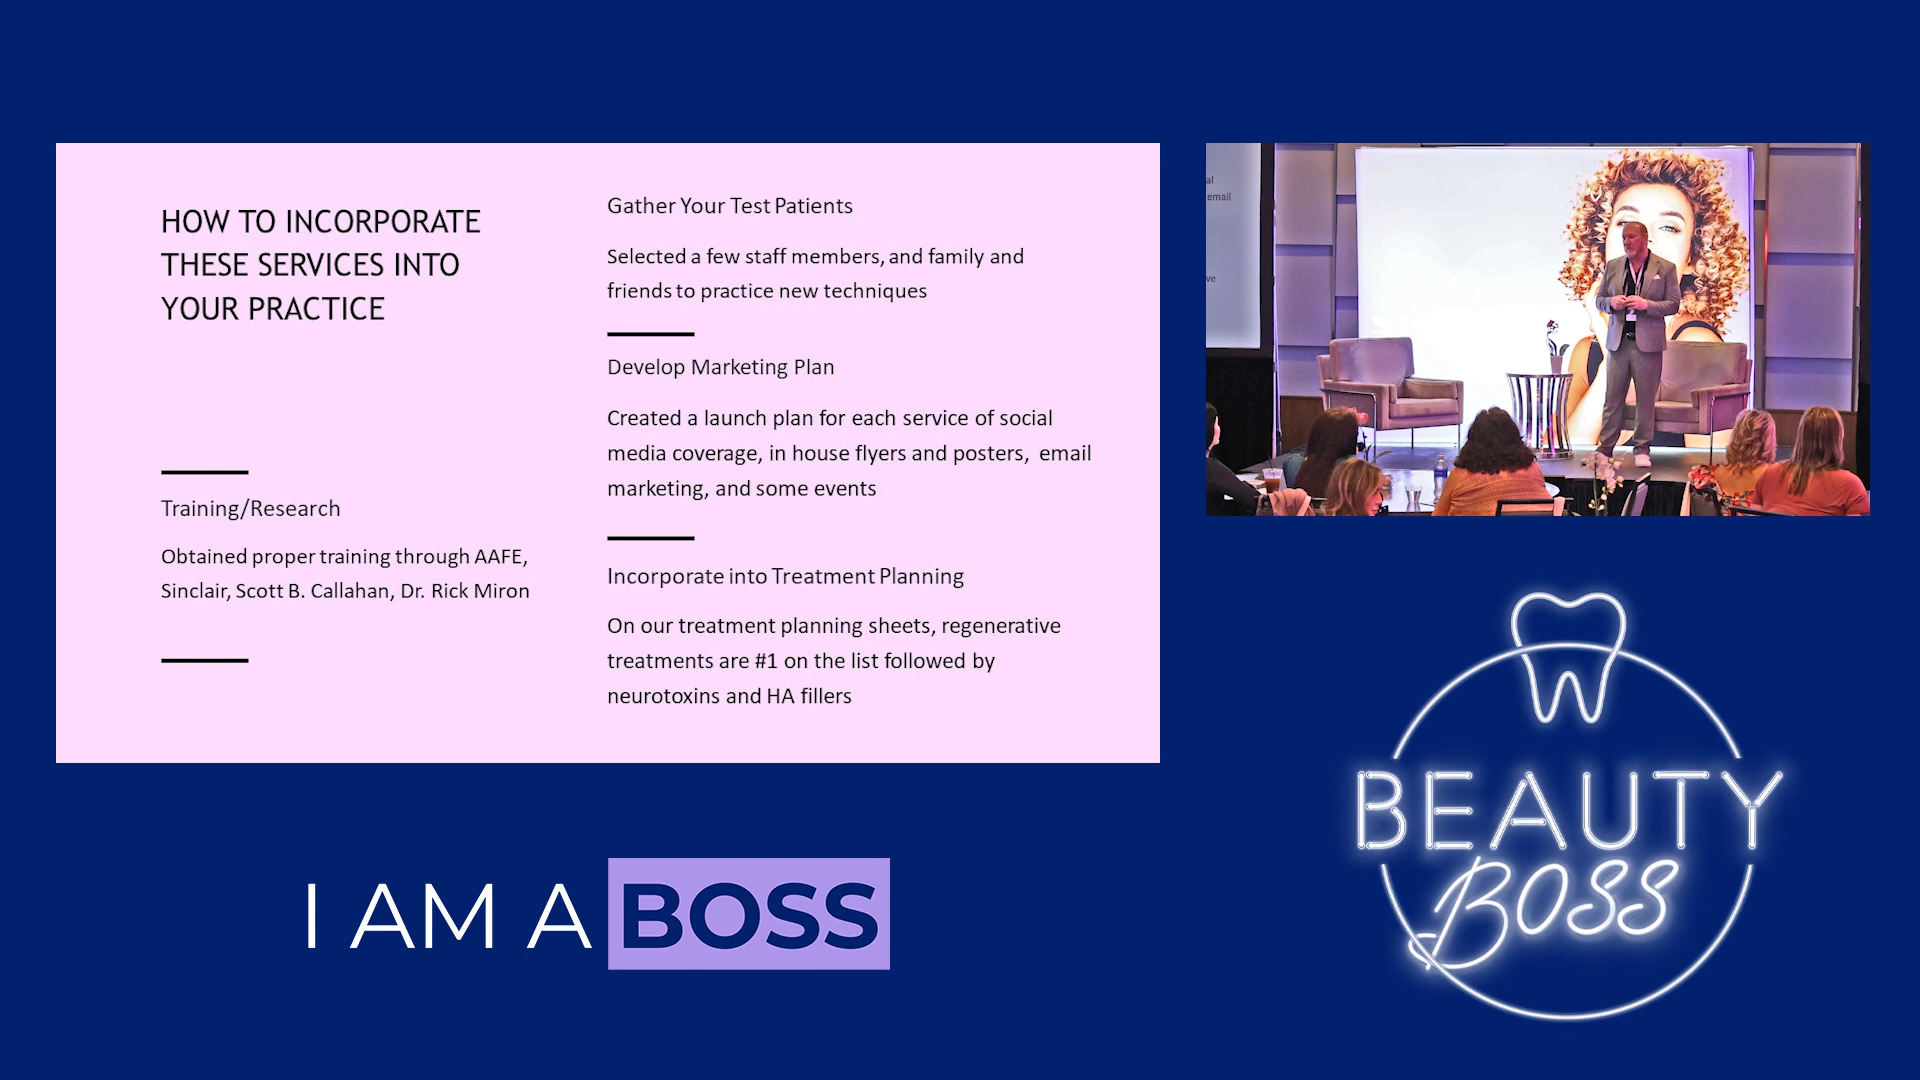 HOW TO INCORPORATE
THESE SERVICES INTO
YOUR PRACTICE
Training/Research
Obtained proper training through AAFE,
Sinclair, Scott B. Callahan, Dr. Rick Miron
Gather Your Test Patients
Selected a few staff members, and family and
friends to practice new techniques
Develop Marketing Plan
Created a launch plan for each service of social
media coverage, in house flyers and posters, email
marketing, and some events
Incorporate into Treatment Planning
On our treatment planning sheets, regenerative
treatments are #1 on the list followed by
neurotoxins and HA fillers
al
email
ve
I AM A BOSS
BEAUTY
BOSS